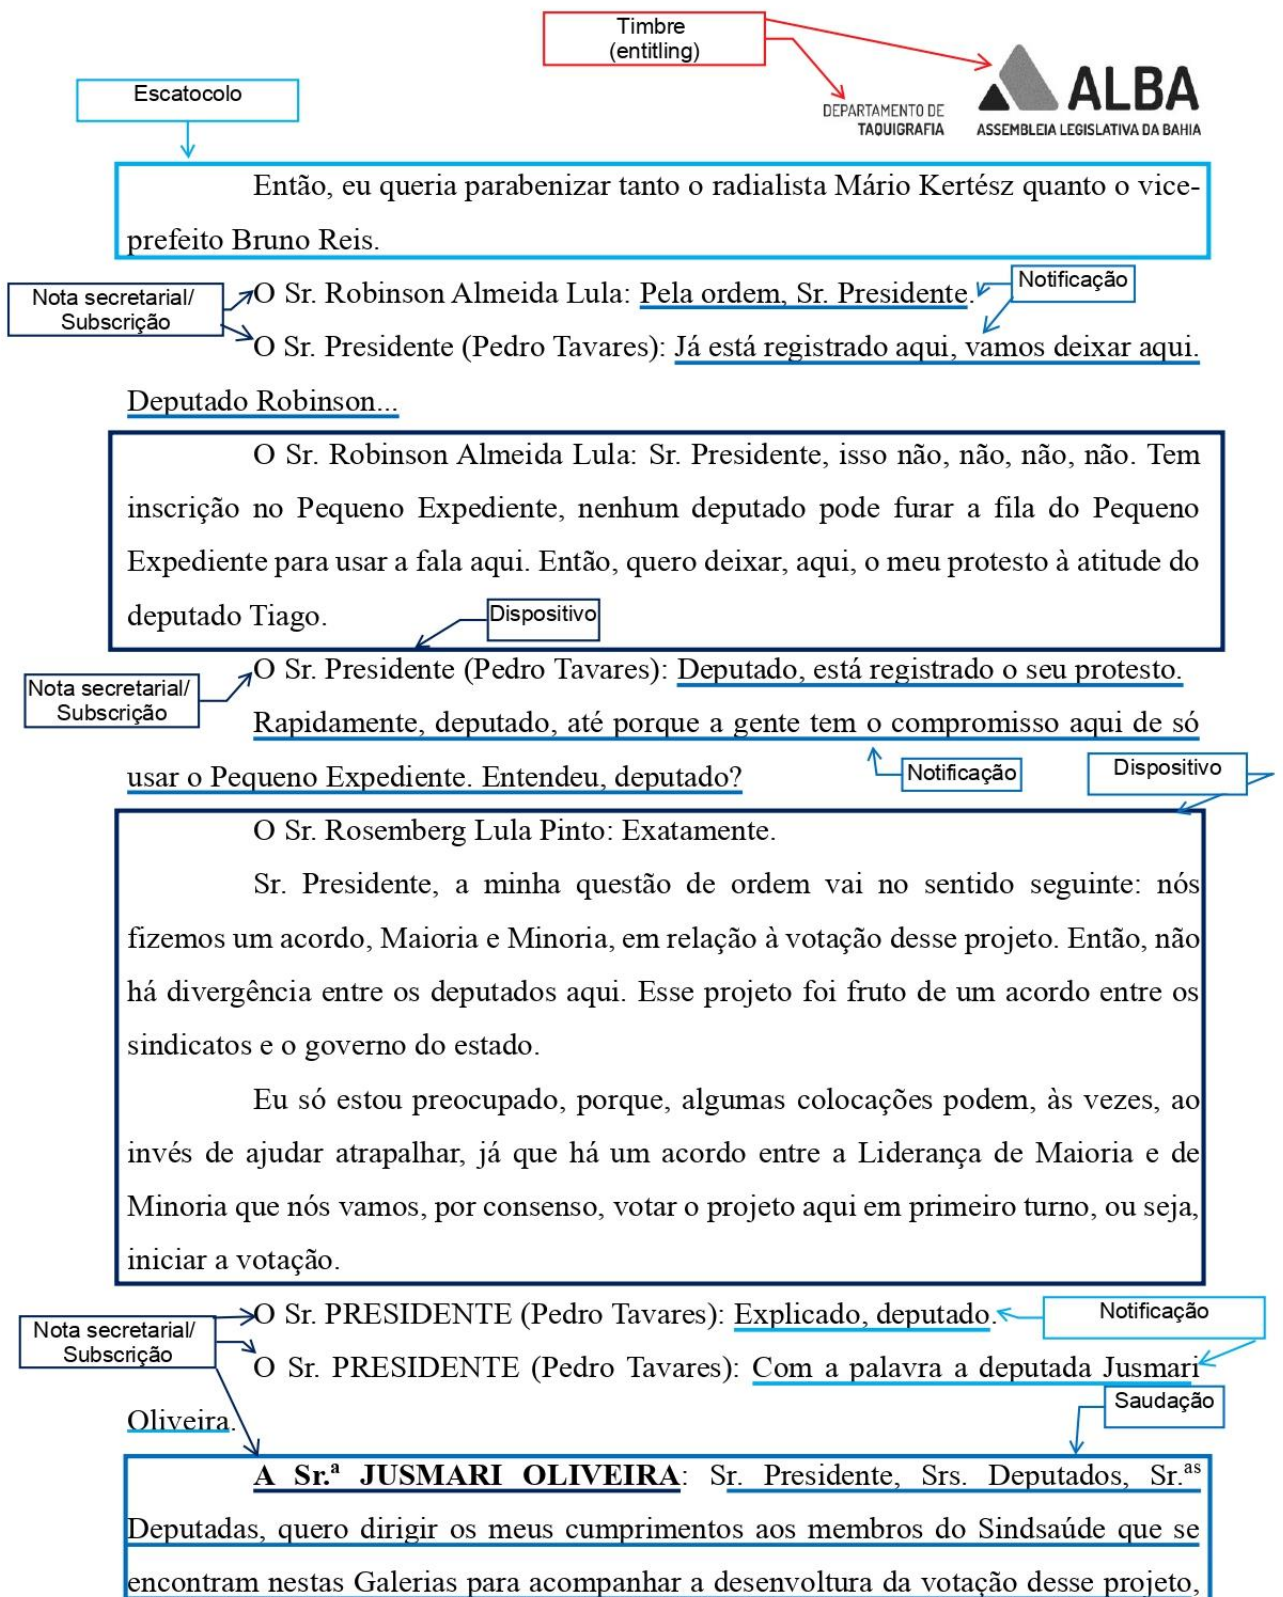 Timbre
(entitling)
Escatocolo
DEPARTAMENTO DE
TAQUIGRAFIA
ALBA
ASSEMBLEIA LEGISLATIVA DA BAHIA
Então, eu queria parabenizar tanto o radialista Mário Kertész quanto o vice-
prefeito Bruno Reis.
Nota secretarial/
Subscrição
O Sr. Robinson Almeida Lula: Pela ordem, Sr. Presidente.
Notificação
O Sr. Presidente (Pedro Tavares): Já está registrado aqui, vamos deixar aqui.
Deputado Robinson...
O Sr. Robinson Almeida Lula: Sr. Presidente, isso não, não, não, não. Tem
inscrição no Pequeno Expediente, nenhum deputado pode furar a fila do Pequeno
Expediente para usar a fala aqui. Então, quero deixar, aqui, o meu protesto à atitude do
deputado Tiago.
Dispositivo
Nota secretarial/
Subscrição
O Sr. Presidente (Pedro Tavares): Deputado, está registrado o seu protesto.
Rapidamente, deputado, até porque a gente tem o compromisso aqui de só
usar o Pequeno Expediente. Entendeu, deputado?
Notificação
Dispositivo
O Sr. Rosemberg Lula Pinto: Exatamente.
Sr. Presidente, a minha questão de ordem vai no sentido seguinte: nós
fizemos um acordo, Maioria e Minoria, em relação à votação desse projeto. Então, não
há divergência entre os deputados aqui. Esse projeto foi fruto de um acordo entre os
sindicatos e o governo do estado.
Eu só estou preocupado, porque, algumas colocações podem, às vezes, ao
invés de ajudar atrapalhar, já que há um acordo entre a Liderança de Maioria e de
Minoria que nós vamos, por consenso, votar o projeto aqui em primeiro turno, ou seja,
iniciar a votação.
Nota secretarial/
Subscrição
O Sr. PRESIDENTE (Pedro Tavares): Explicado, deputado.
Notificação
O Sr. PRESIDENTE (Pedro Tavares): Com a palavra a deputada Jusmari
Oliveira.
Saudação
A Sr.ª JUSMARI OLIVEIRA: Sr. Presidente, Srs. Deputados, Sr.ᵃˢ
Deputadas, quero dirigir os meus cumprimentos aos membros do Sindsaúde que se
encontram nestas Galerias para acompanhar a desenvoltura da votação desse projeto,